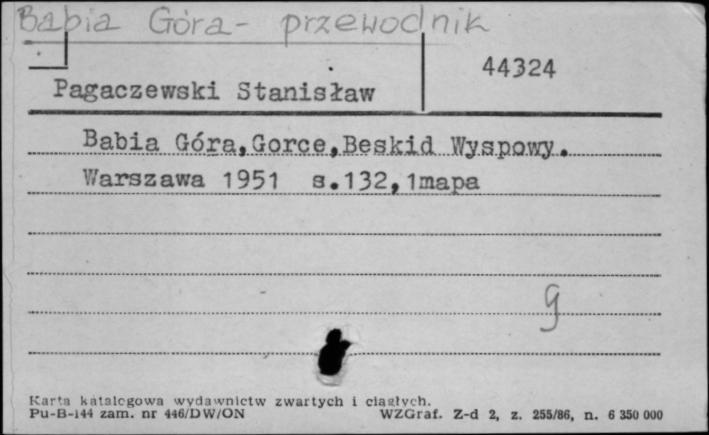 Babia Góra - przewodnik
44324
Pagaczewski Stanisław
Babia Góra,Gorce,Beskid Wyspowy.
Warszawa 1951 s.132,1mapa
g
Karta katalogowa wydawnictw zwartych i ciągłych.
Pu-B-144 zam. nr 446/DW/ON WZGraf. Z-d 2, z. 255/86, n. 6 350 000